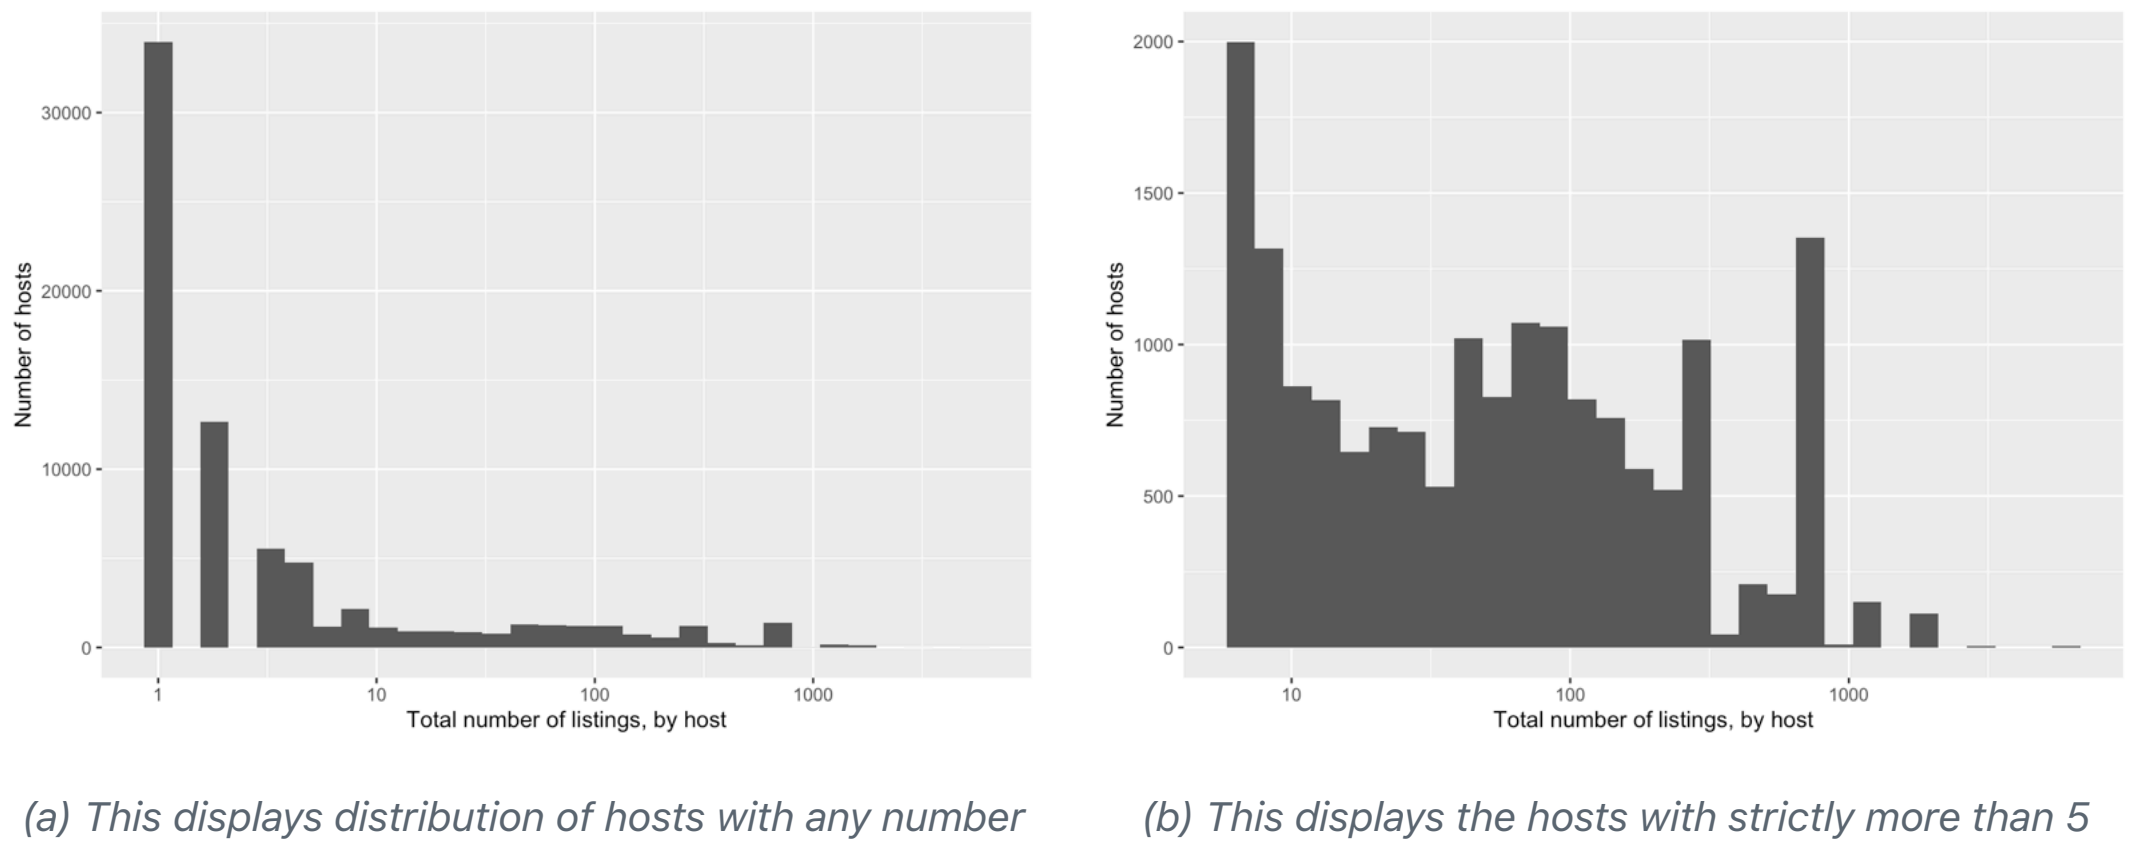 30000
20000
10000
0
Number of hosts
1 10 100 1000
Total number of listings, by host
(a) This displays distribution of hosts with any number
2000
1500
1000
500
0
Number of hosts
10 100 1000
Total number of listings, by host
(b) This displays the hosts with strictly more than 5